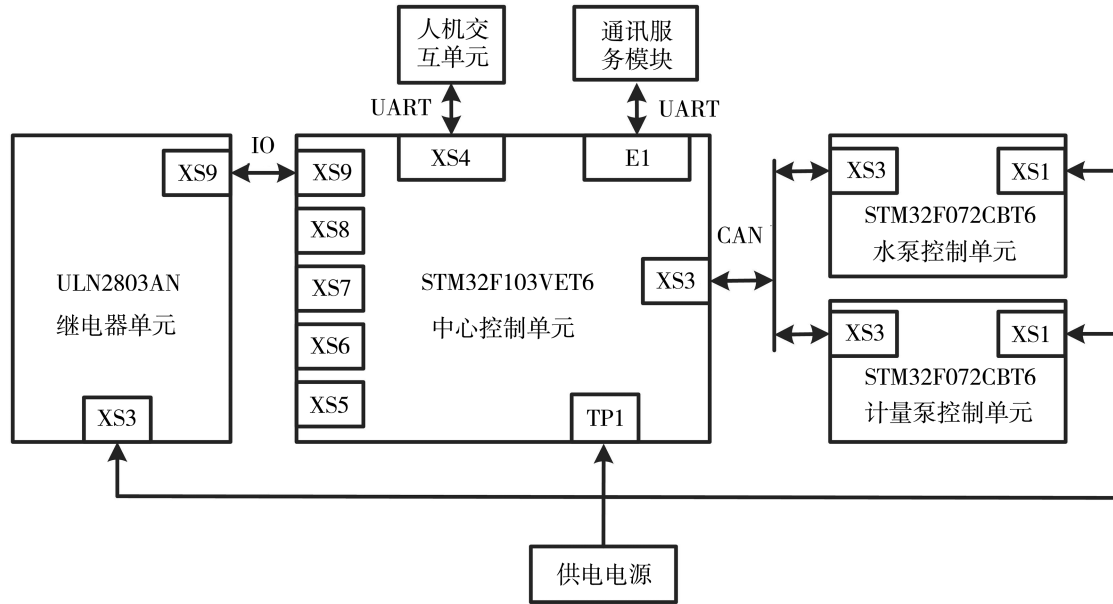 人机交
互单元
通讯服
务模块
UART
UART
IO
XS9
XS9
XS4
E1
XS3
XS1
XS8
STM32F072CBT6
水泵控制单元
CAN
ULN2803AN
继电器单元
XS7
STM32F103VET6
中心控制单元
XS3
XS6
XS3
XS1
STM32F072CBT6
计量泵控制单元
XS5
XS3
TP1
供电电源